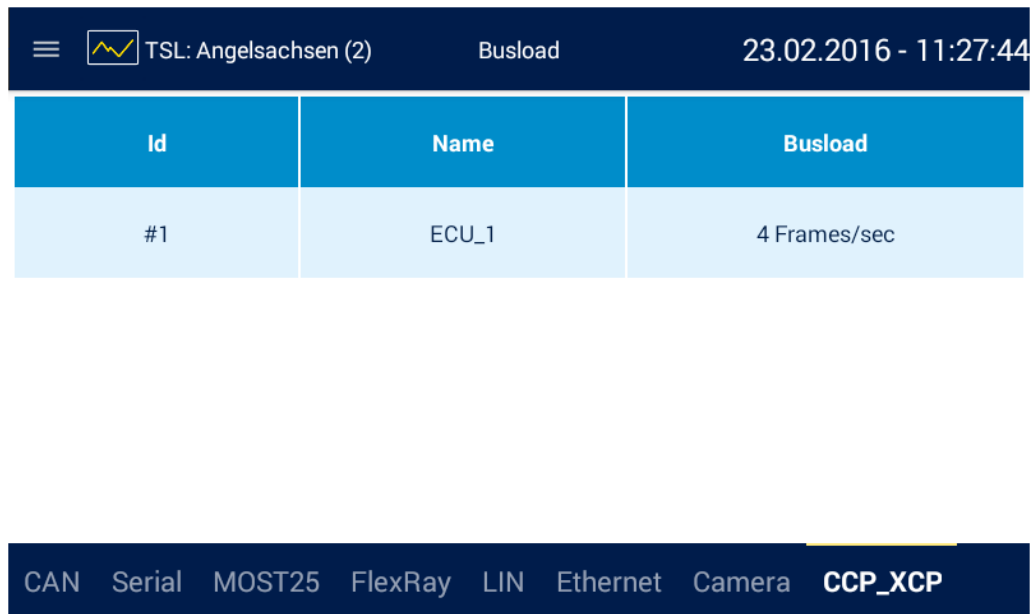 TSL: Angelsachsen (2) Busload 23.02.2016 - 11:27:44
Id Name Busload
#1 ECU_1 4 Frames/sec
CAN Serial MOST25 FlexRay LIN Ethernet Camera CCP_XCP